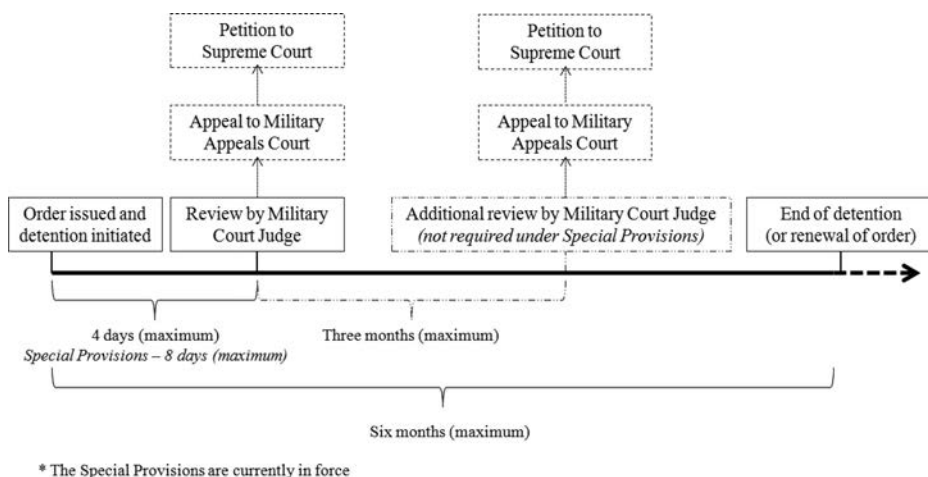 Petition to
Supreme Court
Petition to
Supreme Court
Appeal to Military
Appeals Court
Appeal to Military
Appeals Court
Order issued and
detention initiated
Review by Military
Court Judge
Additional review by Military Court Judge
(not required under Special Provisions)
End of detention
(or renewal of order)
4 days (maximum)
Special Provisions – 8 days (maximum)
Three months (maximum)
Six months (maximum)
* The Special Provisions are currently in force